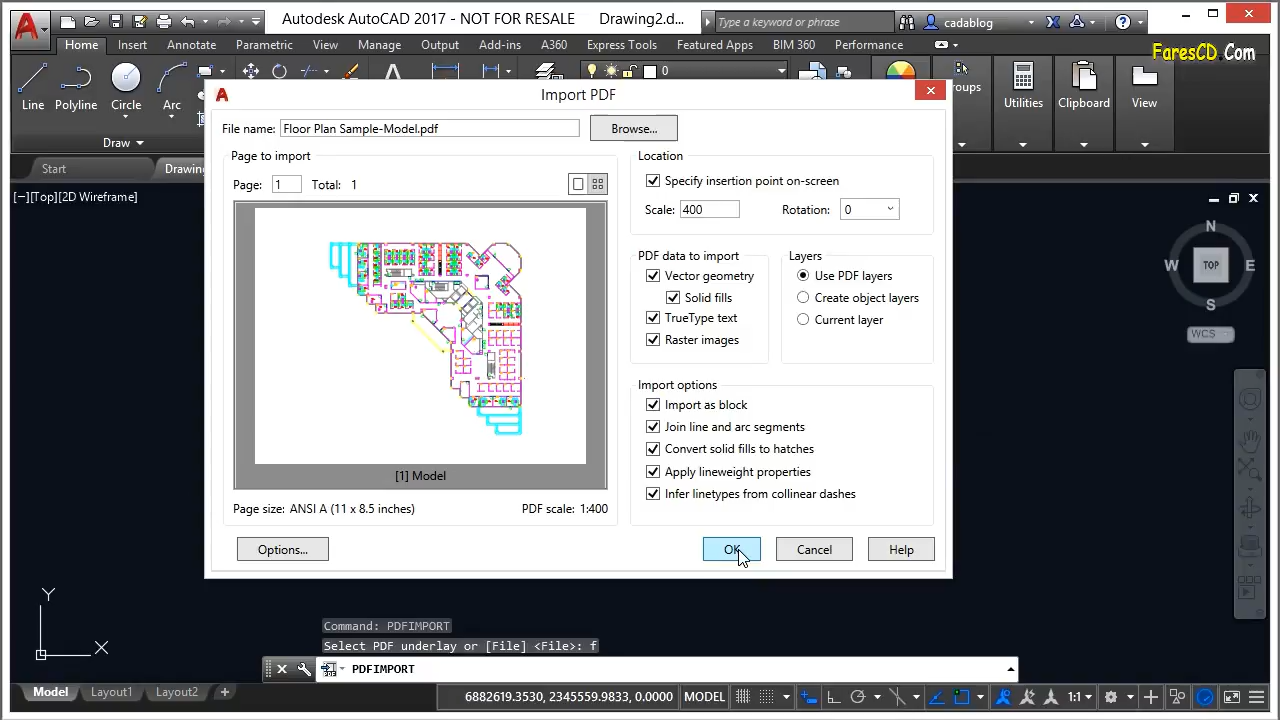 Autodesk AutoCAD 2017 - NOT FOR RESALE Drawing2.d... Type a keyword or phrase cadablog
Home Insert Annotate Parametric View Manage Output Add-ins A360 Express Tools Featured Apps BIM 360 Performance
FaresCD.Com
0
Line Polyline Circle Arc Utilities Clipboard View
Draw
Start
[−][Top][2D Wireframe]
Import PDF
File name: Floor Plan Sample-Model.pdf Browse...
Page to import
Page: 1 Total: 1
[1] Model
Page size: ANSI A (11 x 8.5 inches) PDF scale: 1:400
Location
Specify insertion point on-screen
Scale: 400 Rotation: 0
PDF data to import
Vector geometry
Solid fills
TrueType text
Raster images
Layers
Use PDF layers
Create object layers
Current layer
Import options
Import as block
Join line and arc segments
Convert solid fills to hatches
Apply lineweight properties
Infer linetypes from collinear dashes
Options... OK Cancel Help
N
W TOP E
S
WCS
Y
X
Command: PDFIMPORT
Select PDF underlay or [File] <File>: f
PDFIMPORT
Model Layout1 Layout2 + 6882619.3530, 2345559.9833, 0.0000 MODEL 1:1